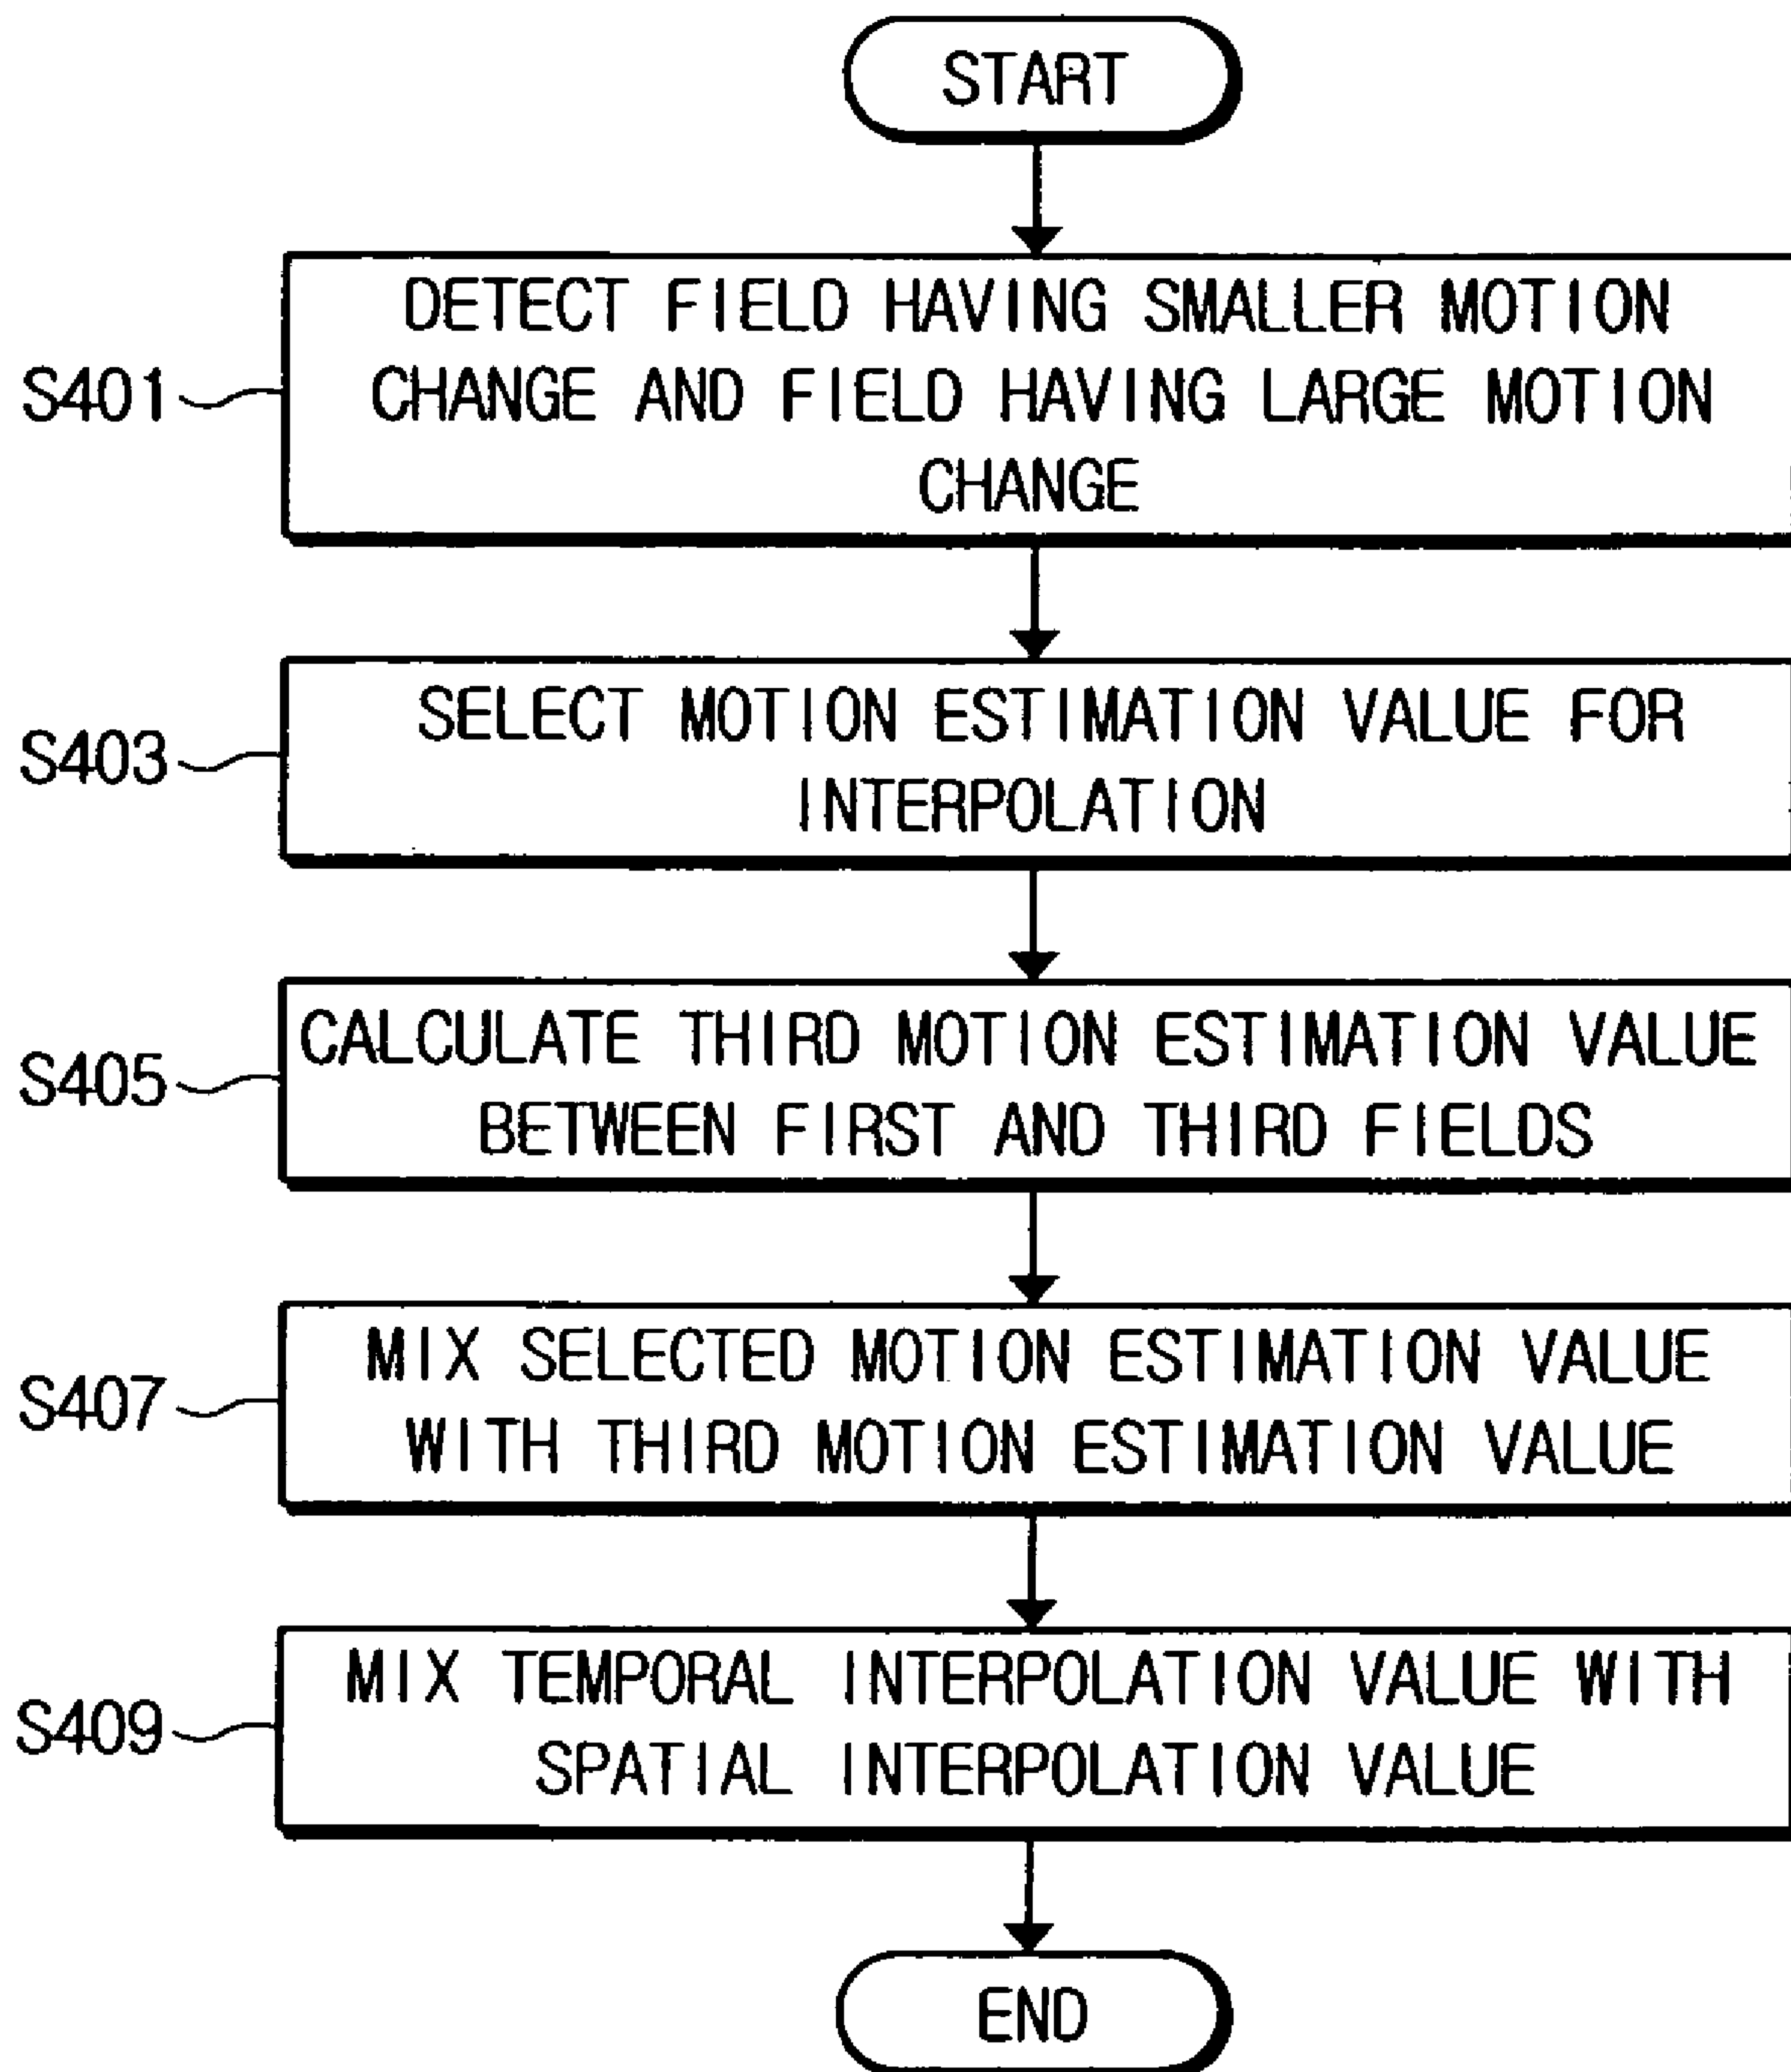 START
S401
DETECT FIELD HAVING SMALLER MOTION
CHANGE AND FIELD HAVING LARGE MOTION
CHANGE
S403
SELECT MOTION ESTIMATION VALUE FOR
INTERPOLATION
S405
CALCULATE THIRD MOTION ESTIMATION VALUE
BETWEEN FIRST AND THIRD FIELDS
S407
MIX SELECTED MOTION ESTIMATION VALUE
WITH THIRD MOTION ESTIMATION VALUE
S409
MIX TEMPORAL INTERPOLATION VALUE WITH
SPATIAL INTERPOLATION VALUE
END